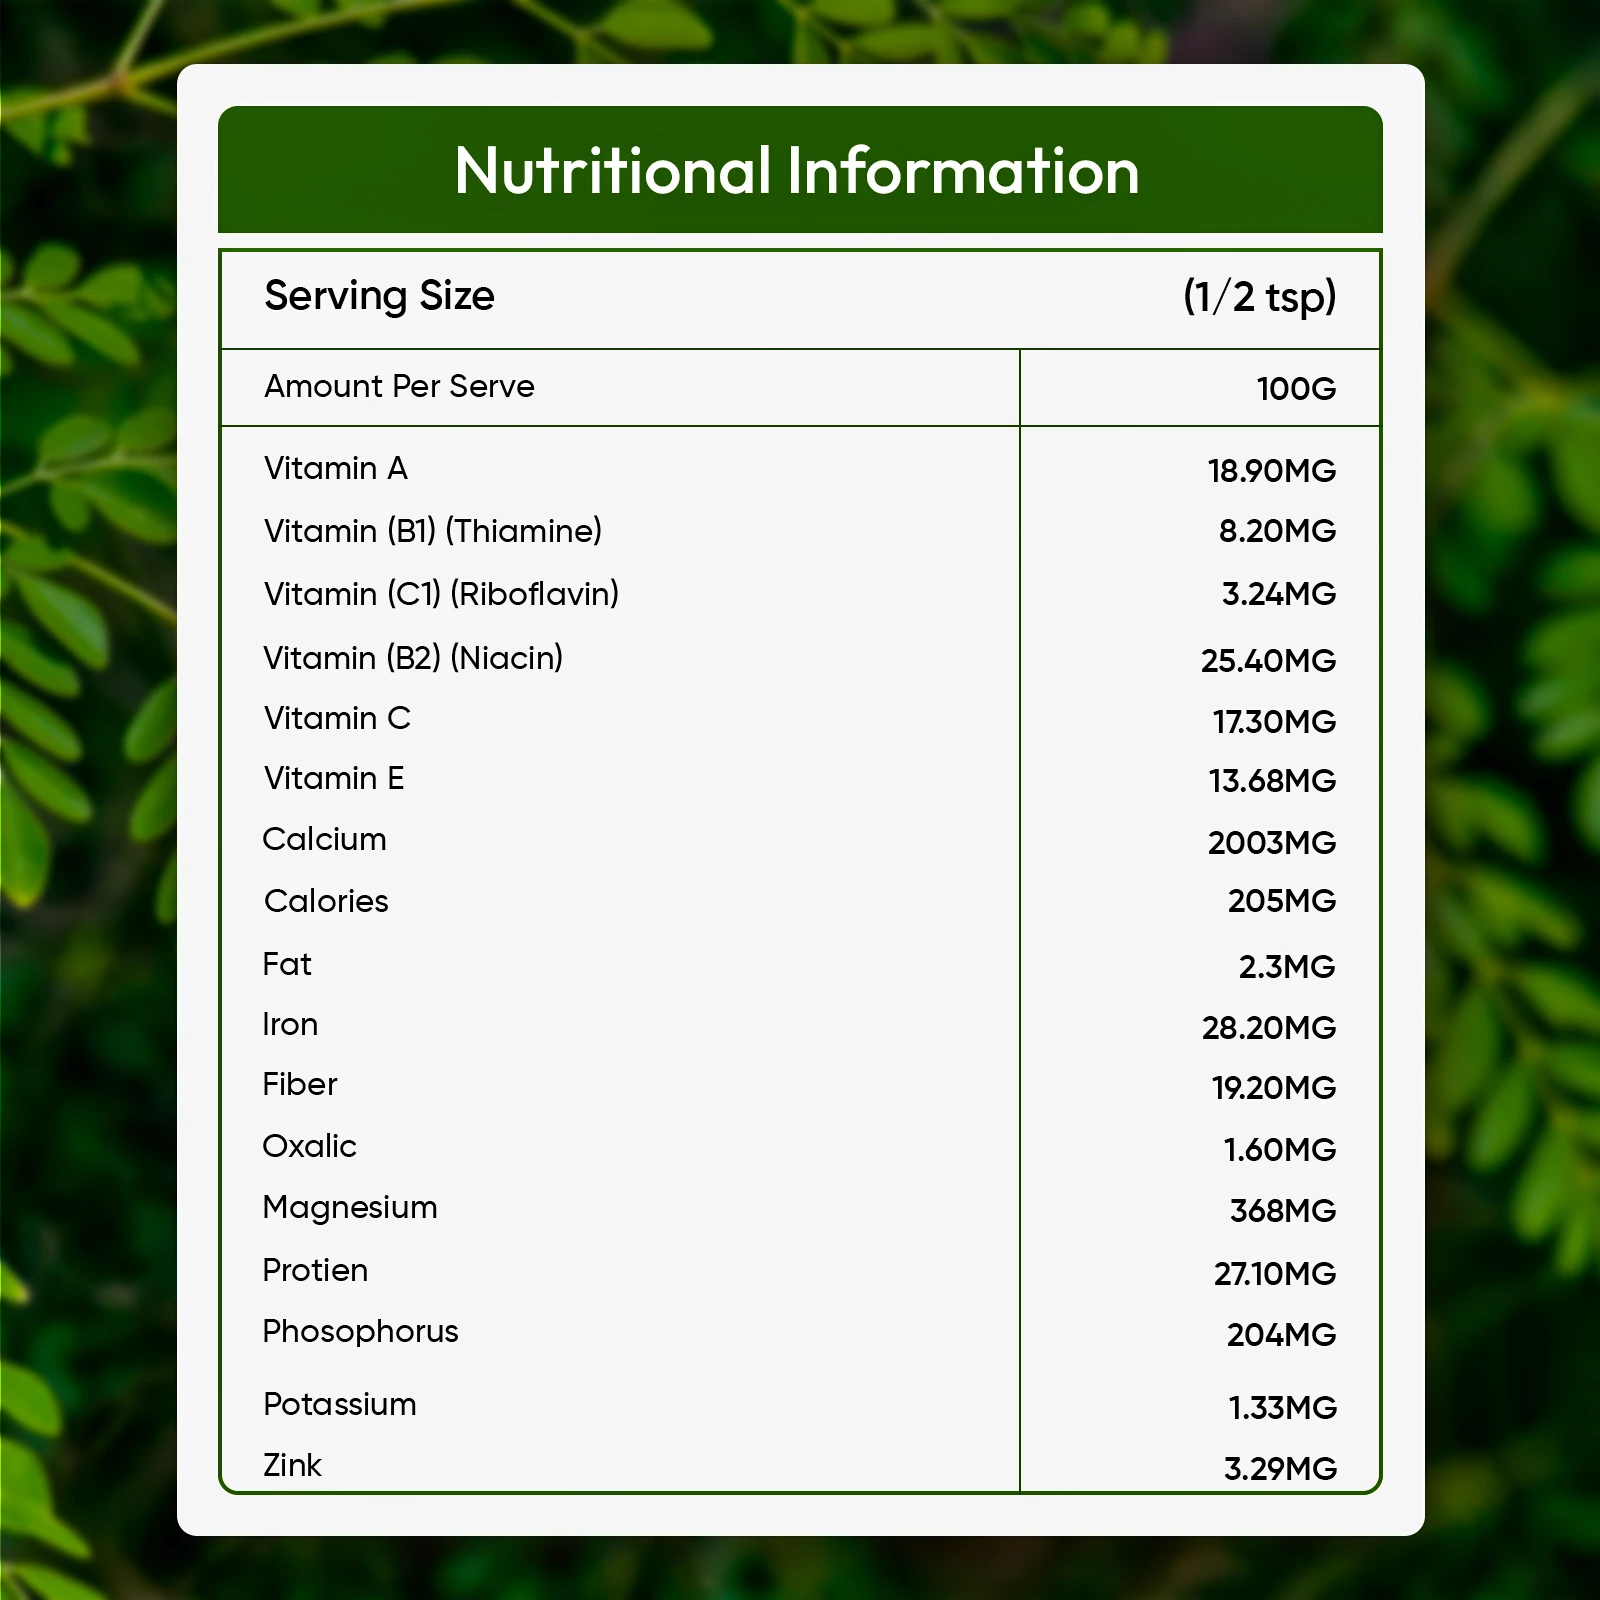 Nutritional Information
Serving Size (1/2 tsp)
Amount Per Serve 100G
Vitamin A 18.90MG
Vitamin (B1) (Thiamine) 8.20MG
Vitamin (C1) (Riboflavin) 3.24MG
Vitamin (B2) (Niacin) 25.40MG
Vitamin C 17.30MG
Vitamin E 13.68MG
Calcium 2003MG
Calories 205MG
Fat 2.3MG
Iron 28.20MG
Fiber 19.20MG
Oxalic 1.60MG
Magnesium 368MG
Protien 27.10MG
Phosophorus 204MG
Potassium 1.33MG
Zink 3.29MG